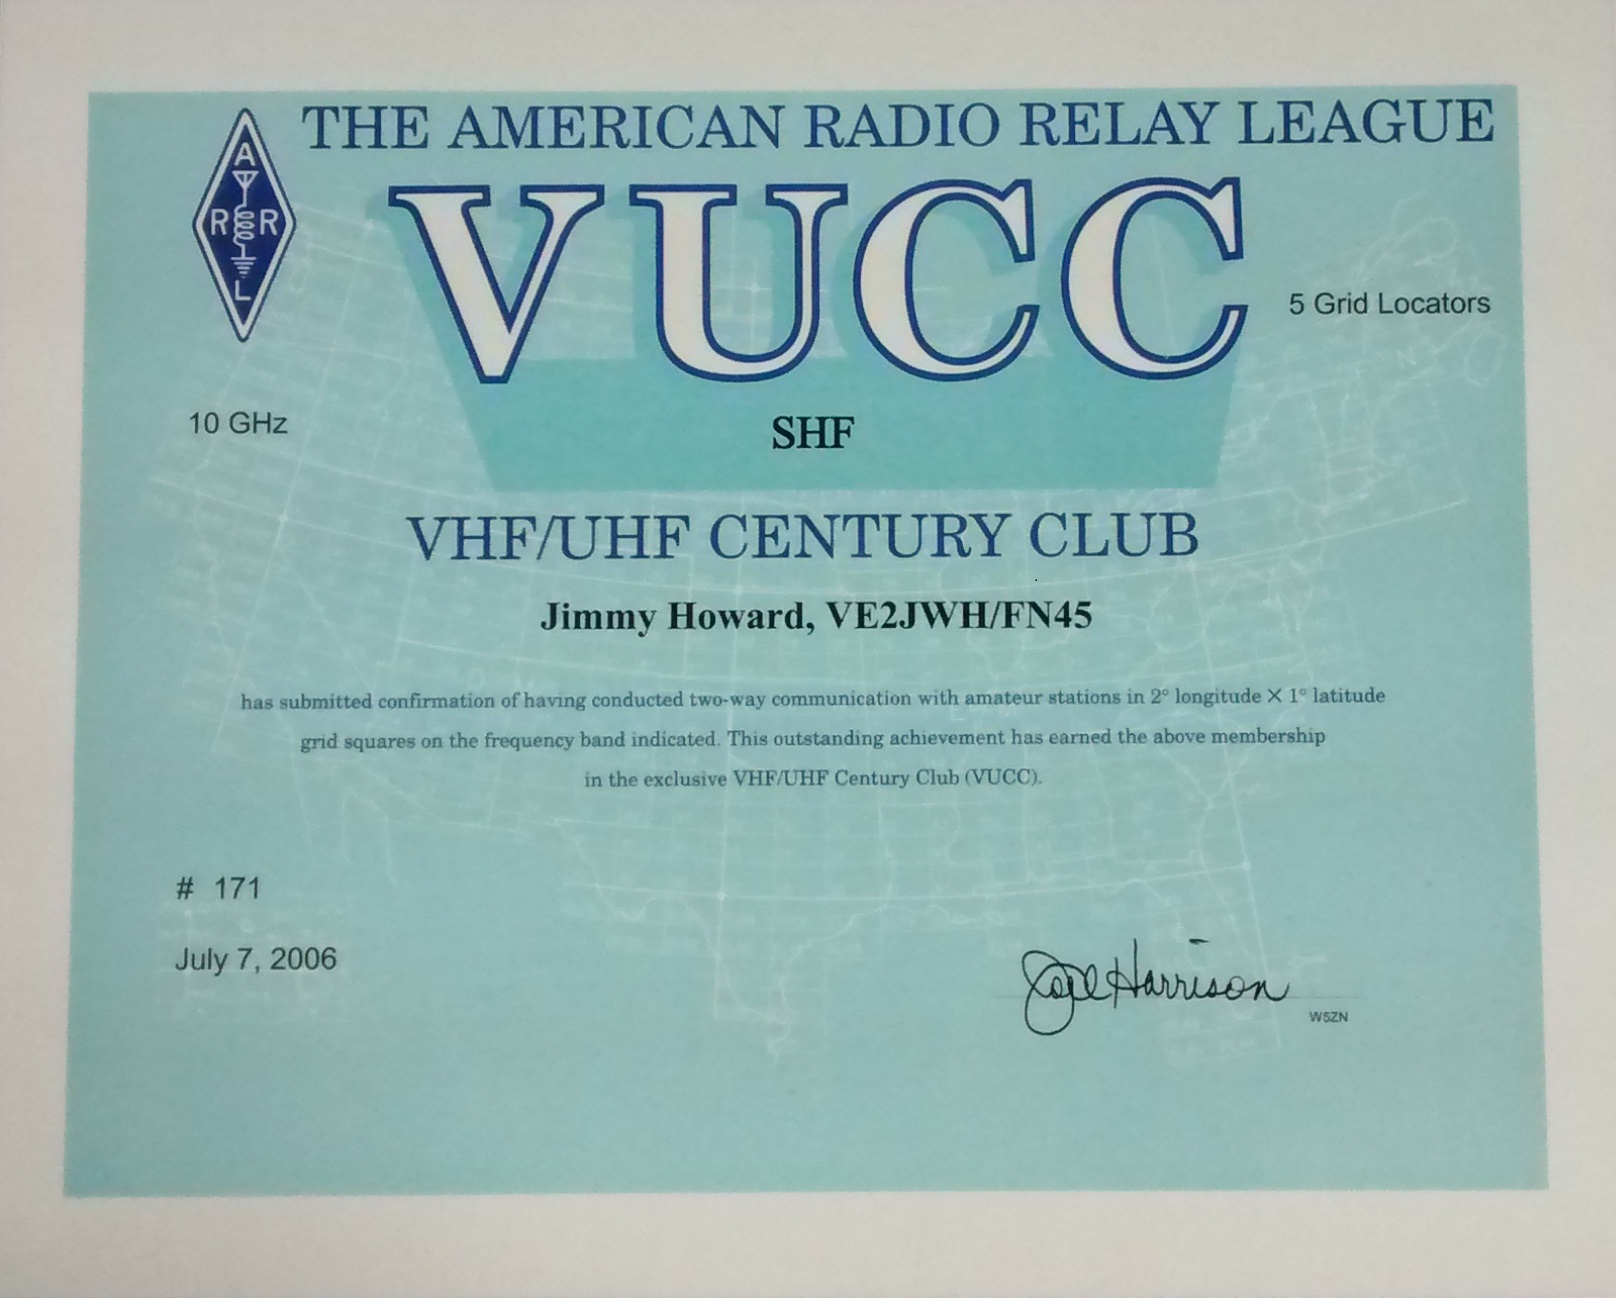 THE AMERICAN RADIO RELAY LEAGUE
A
R R
L
VUCC
5 Grid Locators
10 GHz
SHF
VHF/UHF CENTURY CLUB
Jimmy Howard, VE2JWH/FN45
has submitted confirmation of having conducted two-way communication with amateur stations in 2° longitude X 1° latitude
grid squares on the frequency band indicated. This outstanding achievement has earned the above membership
in the exclusive VHF/UHF Century Club (VUCC).
# 171
July 7, 2006
Joel Harrison
W5ZN